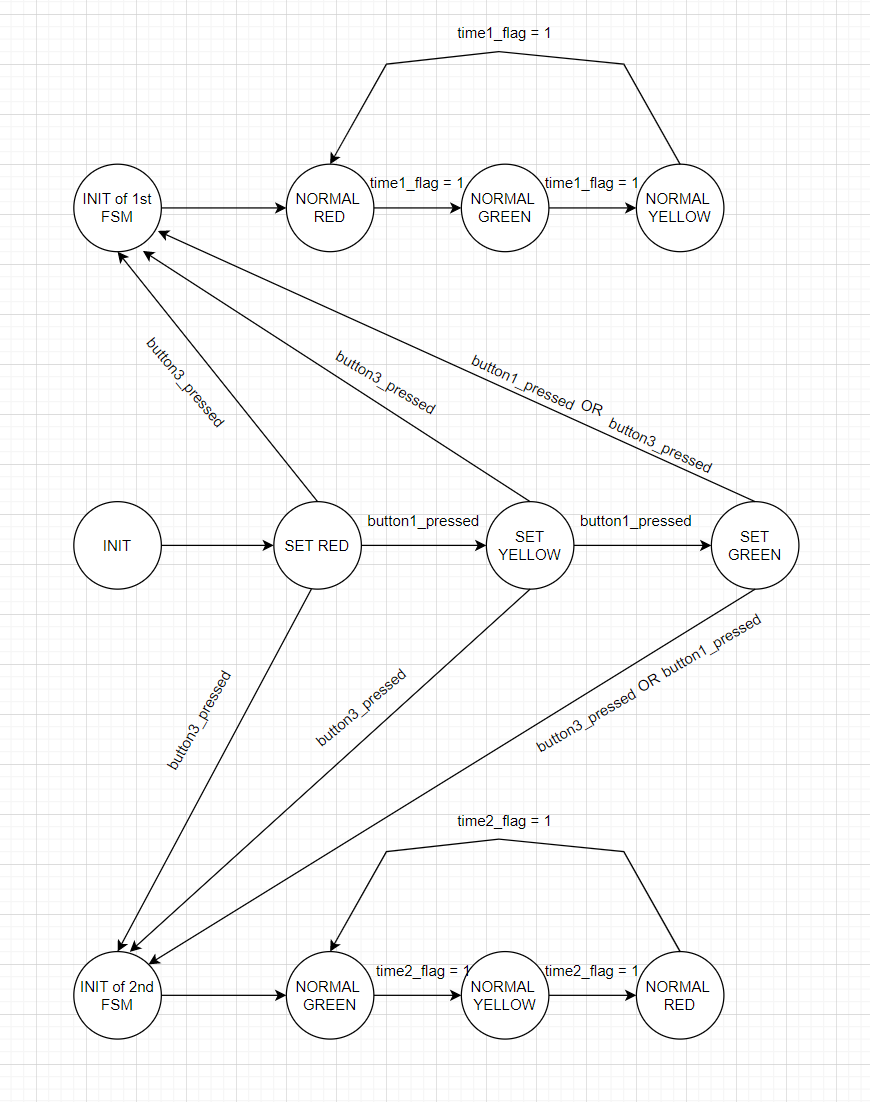 time1_flag = 1
INIT of 1st
FSM
NORMAL
RED
time1_flag = 1
NORMAL
GREEN
time1_flag = 1
NORMAL
YELLOW
button3_pressed
button3_pressed
button1_pressed OR
button3_pressed
INIT
SET RED
button1_pressed
SET
YELLOW
button1_pressed
SET
GREEN
button3_pressed
button3_pressed
button3_pressed OR button1_pressed
time2_flag = 1
INIT of 2nd
FSM
NORMAL
GREEN
time2_flag = 1
NORMAL
YELLOW
time2_flag = 1
NORMAL
RED